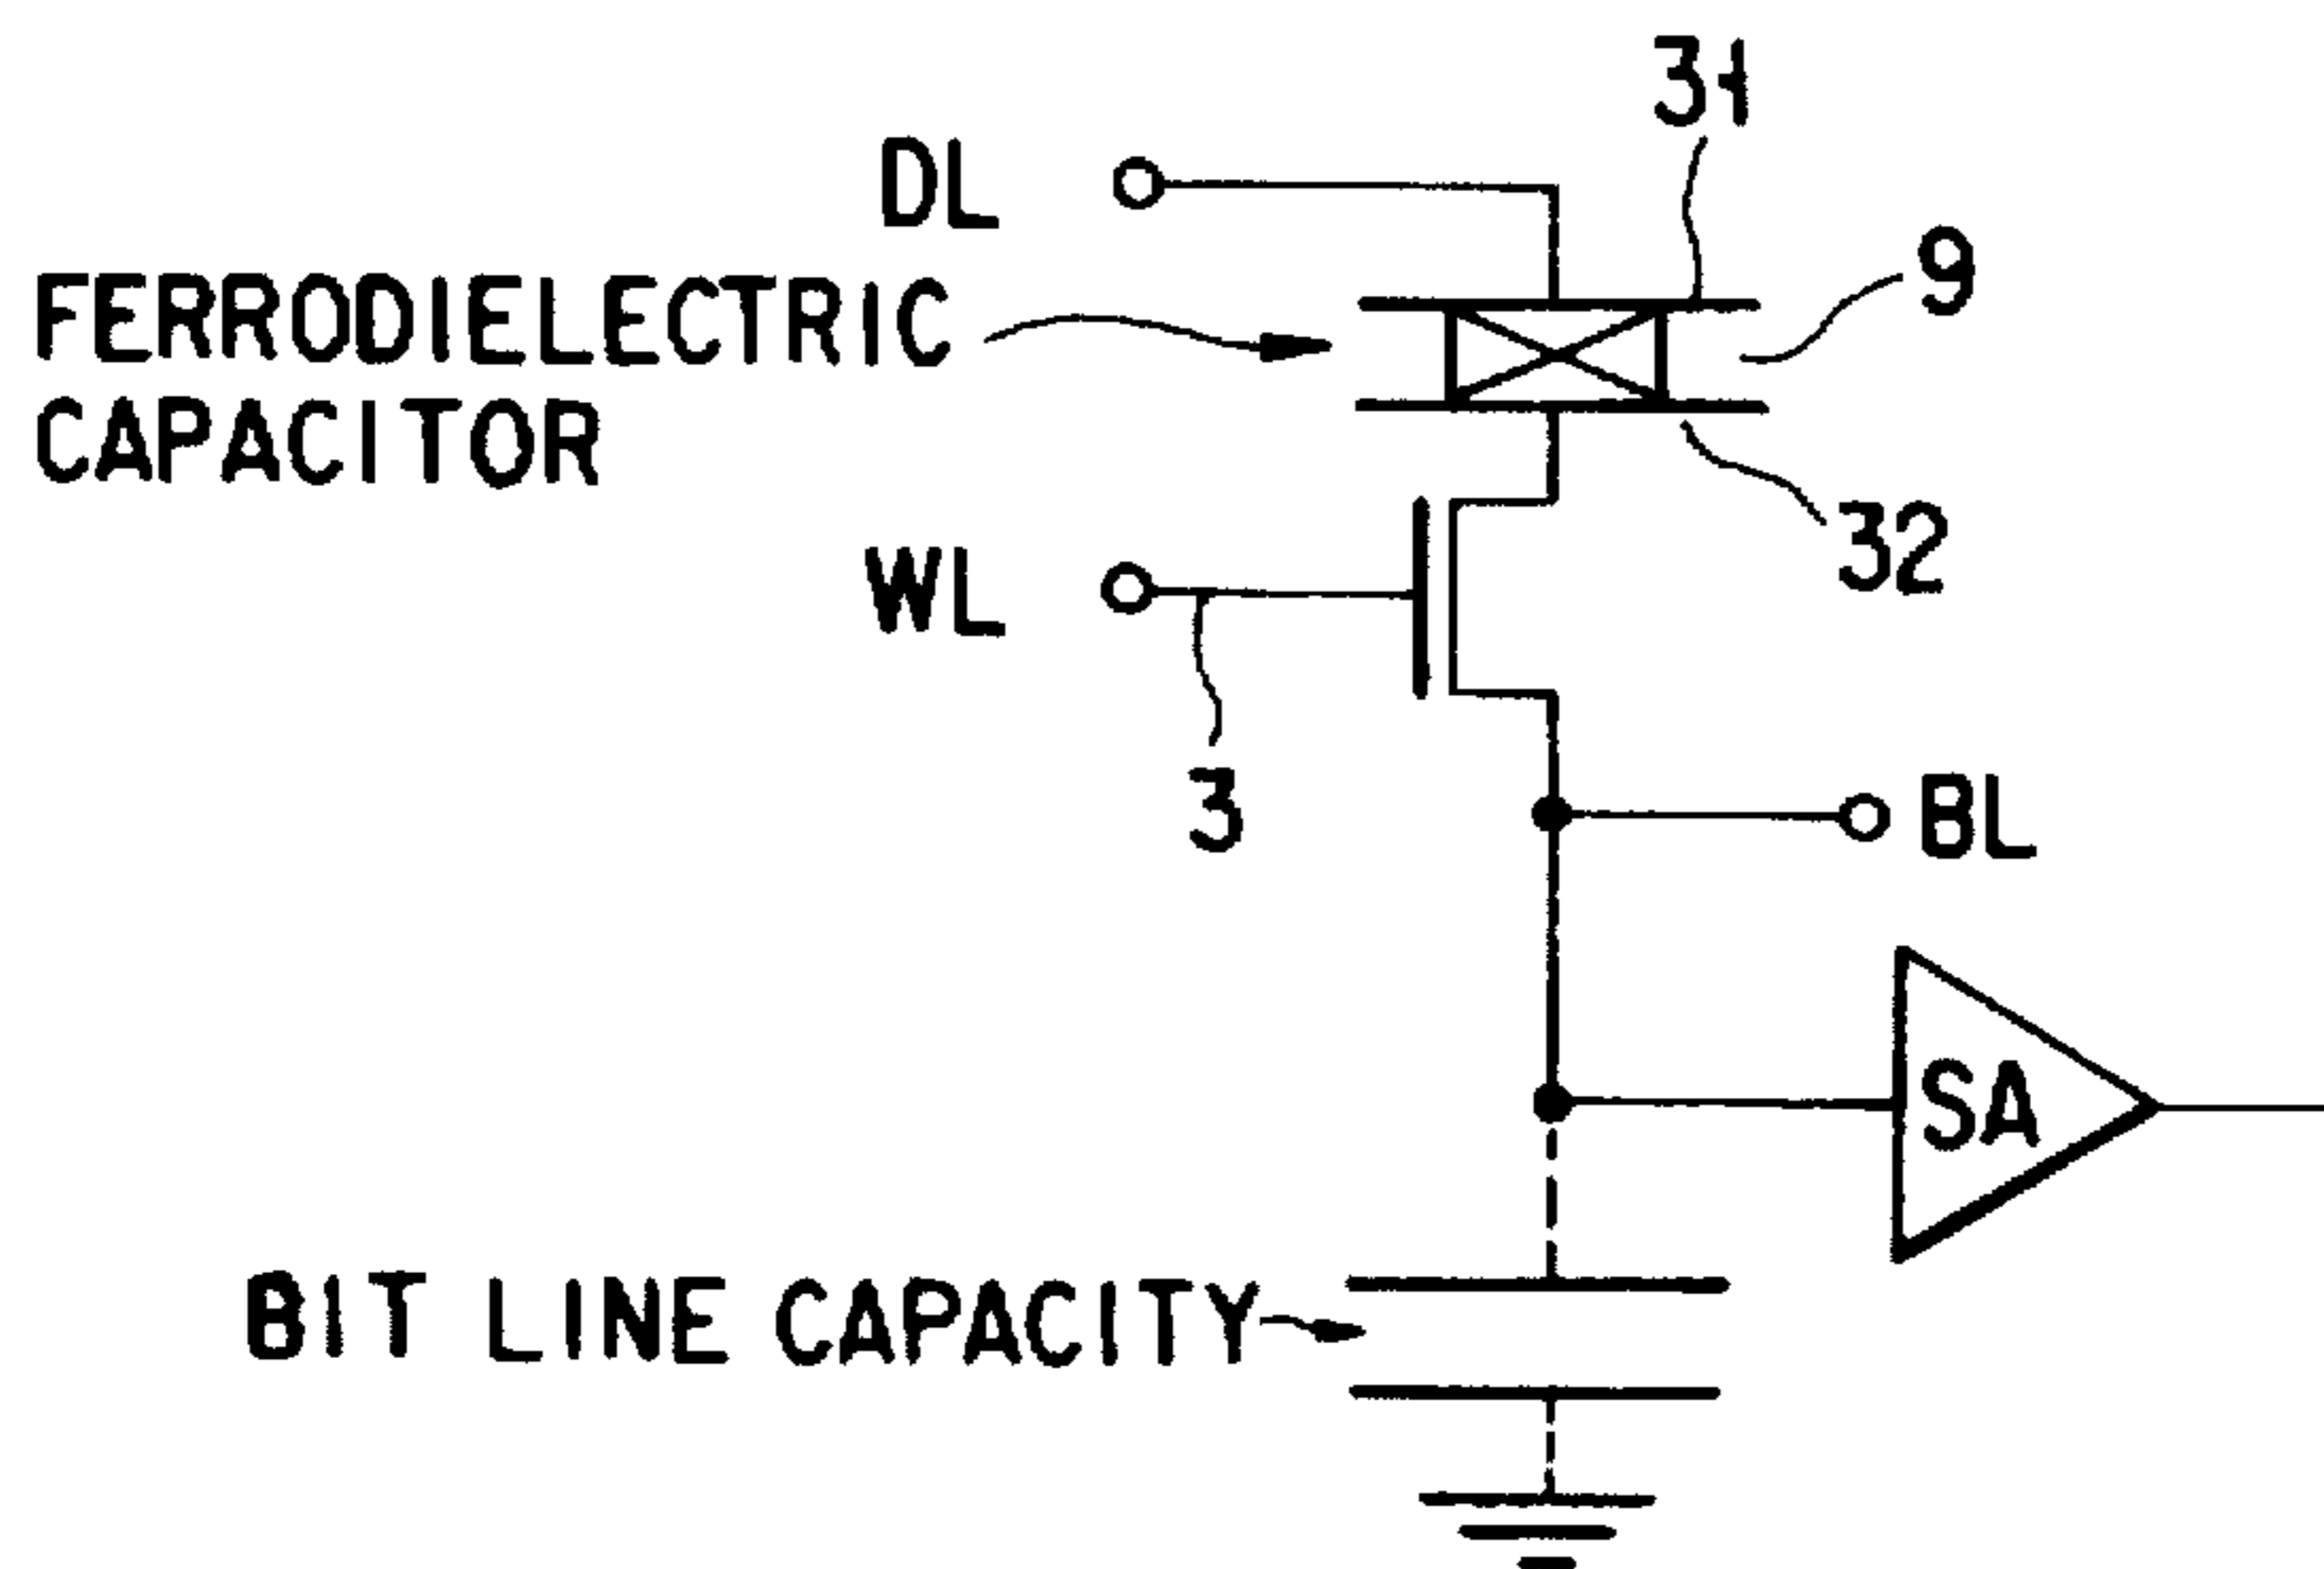 31
DL
9
FERRODIELECTRIC
CAPACITOR
32
WL
3
BL
SA
BIT LINE CAPACITY